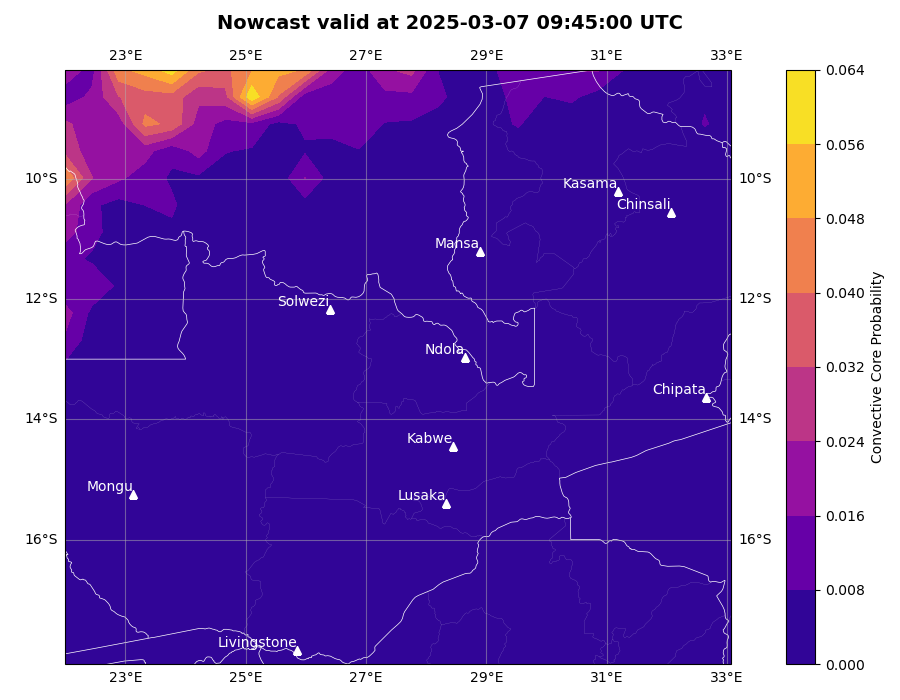 Nowcast valid at 2025-03-07 09:45:00 UTC
23°E 25°E 27°E 29°E 31°E 33°E
0.064
0.056
0.048
0.040
0.032
0.024
0.016
0.008
0.000
Convective Core Probability
10°S 10°S
12°S 12°S
14°S 14°S
16°S 16°S
Kasama
Chinsali
Mansa
Solwezi
Ndola
Chipata
Kabwe
Mongu
Lusaka
Livingstone
23°E 25°E 27°E 29°E 31°E 33°E